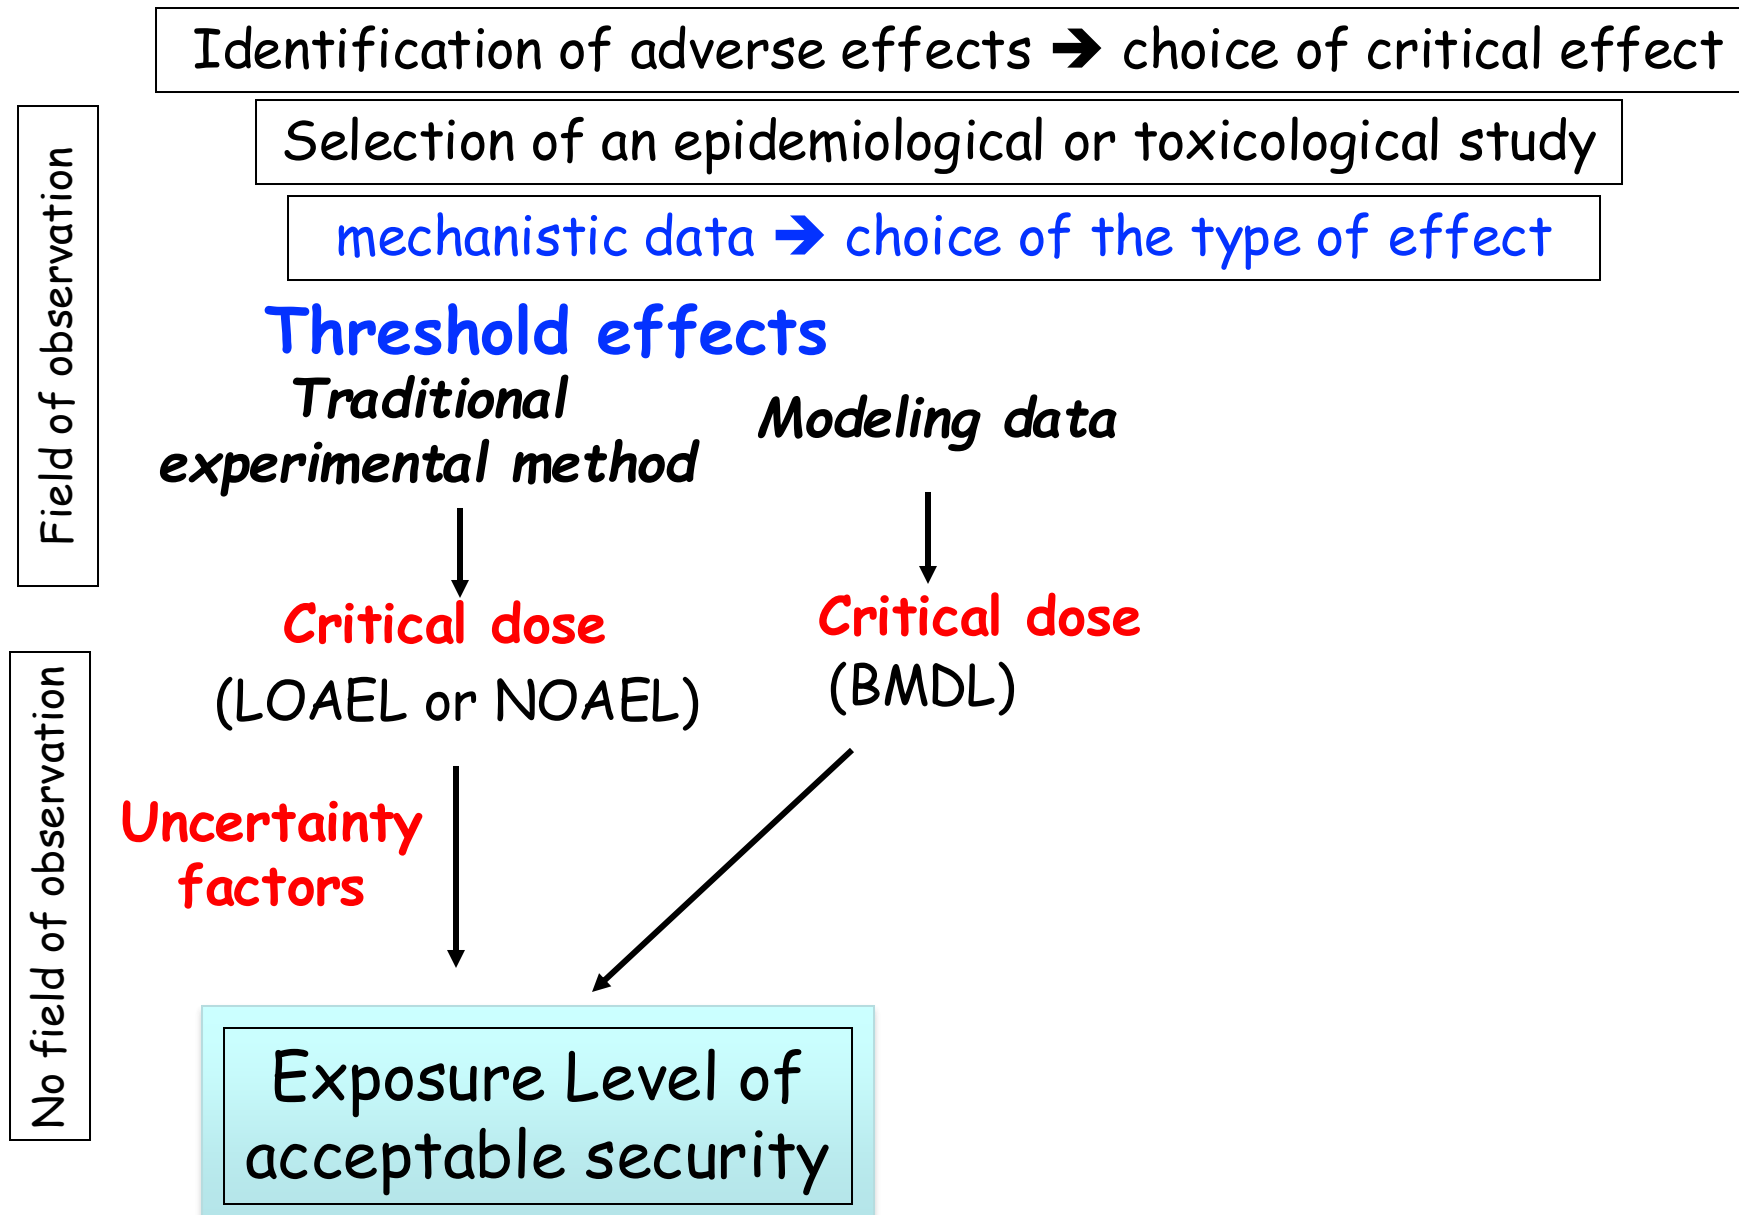 Identification of adverse effects ➔ choice of critical effect
Selection of an epidemiological or toxicological study
mechanistic data ➔ choice of the type of effect
Field of observation
Threshold effects
Traditional
experimental method
Modeling data
Critical dose
(LOAEL or NOAEL)
Critical dose
(BMDL)
No field of observation
Uncertainty
factors
Exposure Level of
acceptable security